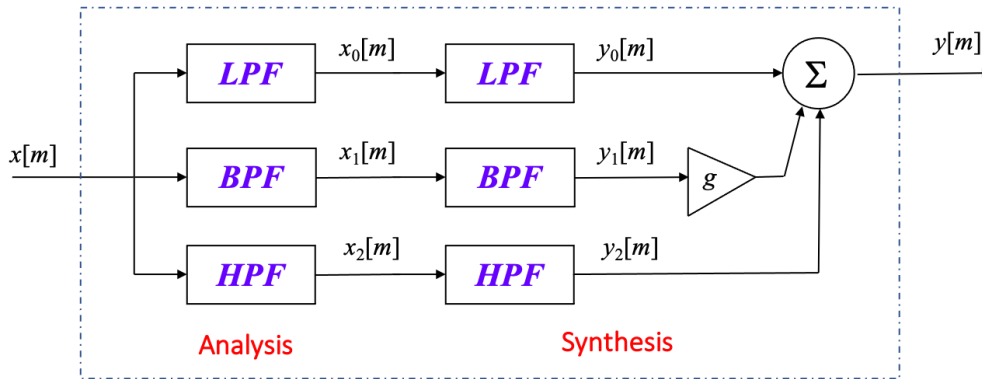 LPF
x₀[m]
LPF
y₀[m]
Σ
y[m]
x[m]
BPF
x₁[m]
BPF
y₁[m]
g
HPF
x₂[m]
HPF
y₂[m]
Analysis
Synthesis